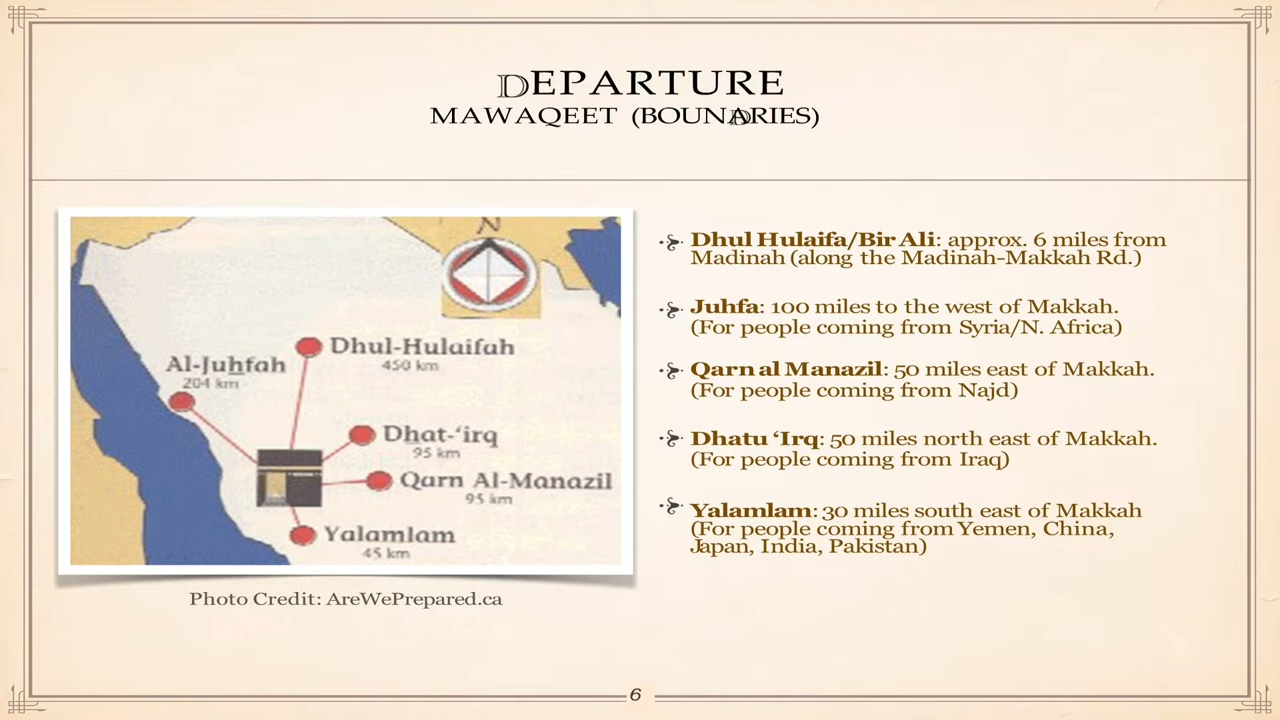 DEPARTURE
MAWAQEET (BOUNDARIES)
N
Dhul-Hulaifah
450 km
Al-Juhfah
204 km
Dhat-‘irq
95 km
Qarn Al-Manazil
95 km
Yalamlam
45 km
Photo Credit: AreWePrepared.ca
Dhul Hulaifa/Bir Ali: approx. 6 miles from
Madinah (along the Madinah-Makkah Rd.)
Juhfa: 100 miles to the west of Makkah.
(For people coming from Syria/N. Africa)
Qarn al Manazil: 50 miles east of Makkah.
(For people coming from Najd)
Dhatu ‘Irq: 50 miles north east of Makkah.
(For people coming from Iraq)
Yalamlam: 30 miles south east of Makkah
(For people coming from Yemen, China,
Japan, India, Pakistan)
6